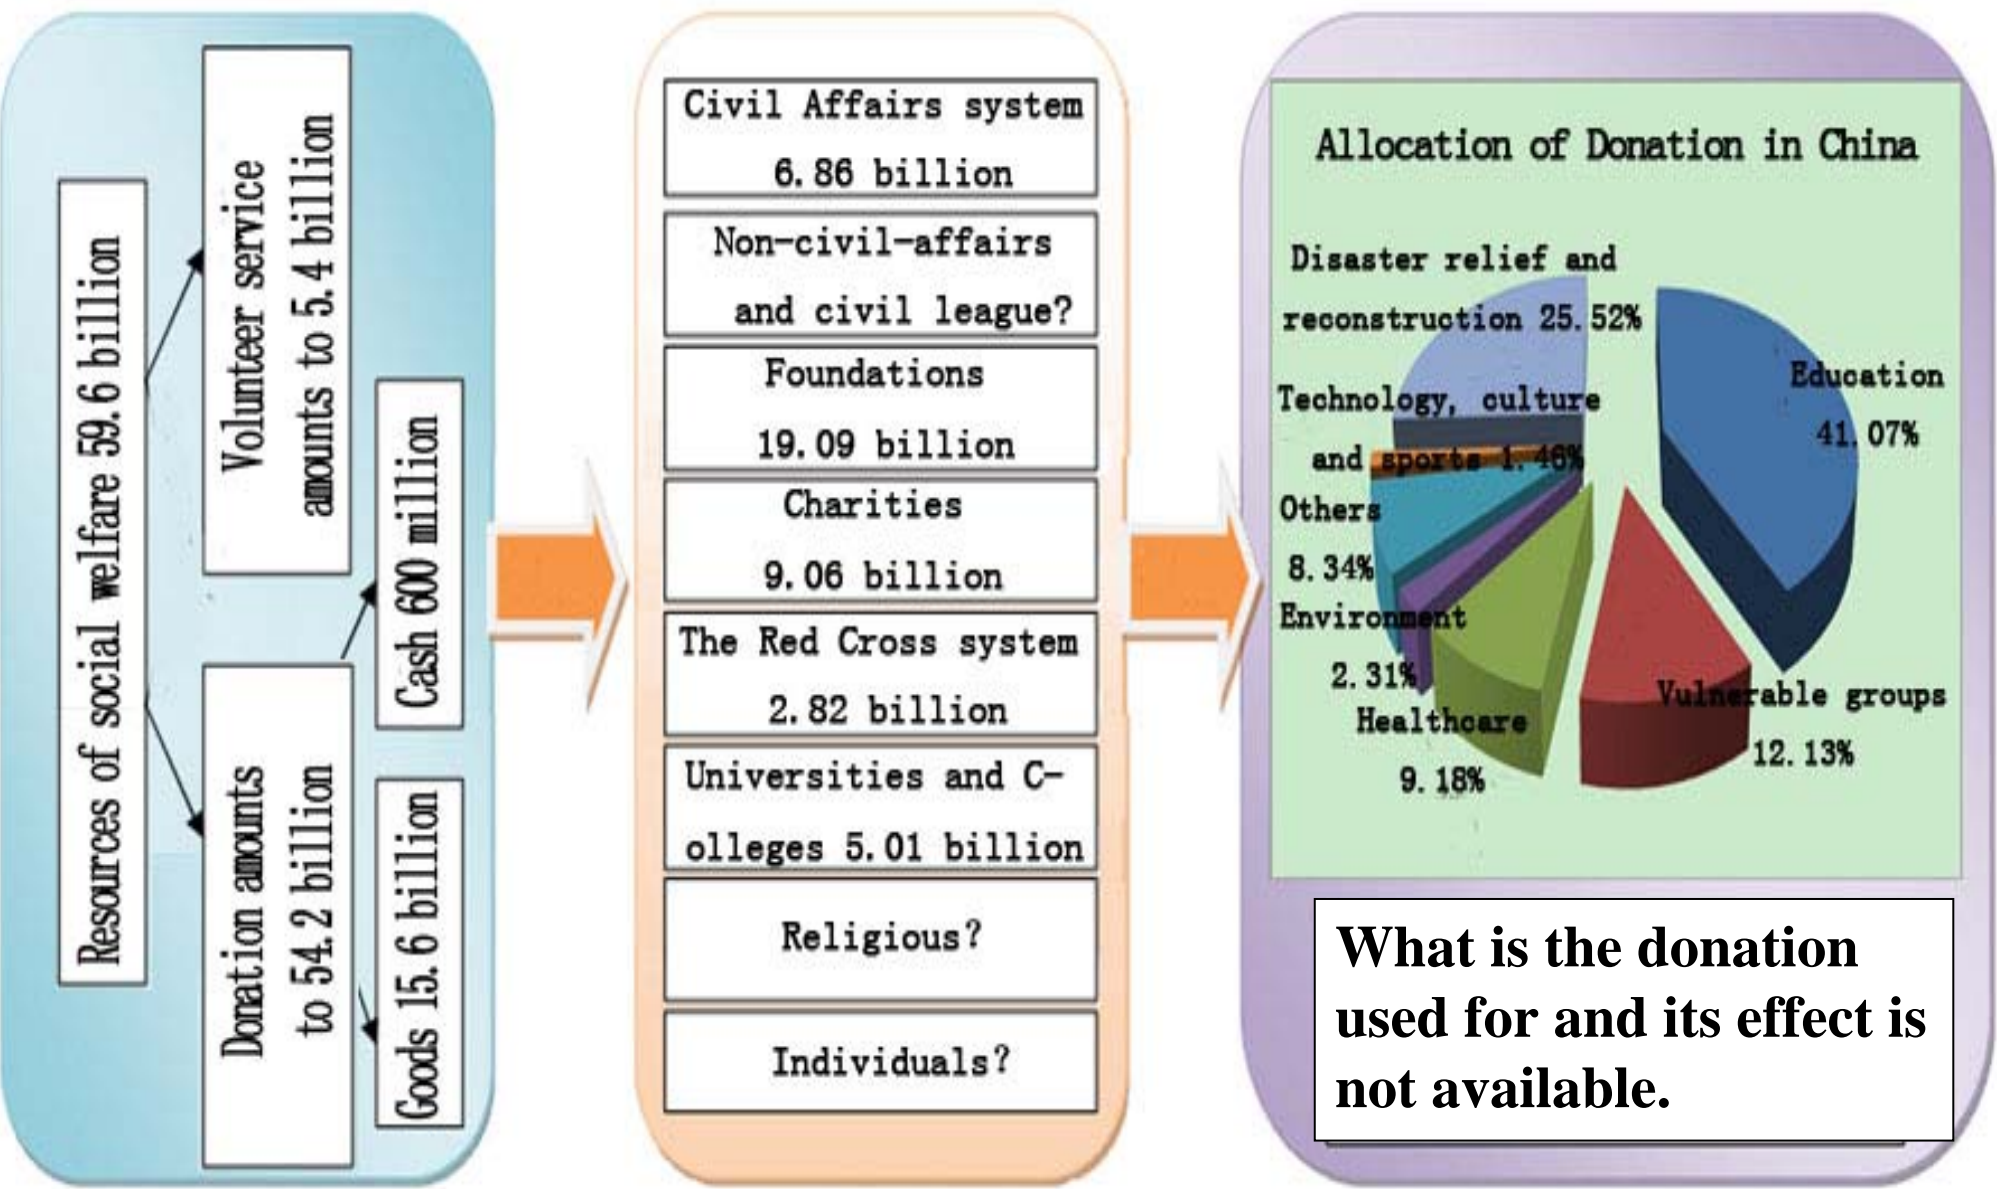 Resources of social welfare 59.6 billion
Volunteer service
amounts to 5.4 billion
Donation amounts
to 54.2 billion
Cash 600 million
Goods 15.6 billion
Civil Affairs system
6.86 billion
Non-civil-affairs
and civil league?
Foundations
19.09 billion
Charities
9.06 billion
The Red Cross system
2.82 billion
Universities and C-
olleges 5.01 billion
Religious?
Individuals?
Allocation of Donation in China
Disaster relief and
reconstruction 25.52%
Technology, culture
and sports 1.46%
Others
8.34%
Environment
2.31%
Healthcare
9.18%
Education
41.07%
Vulnerable groups
12.13%
What is the donation
used for and its effect is
not available.